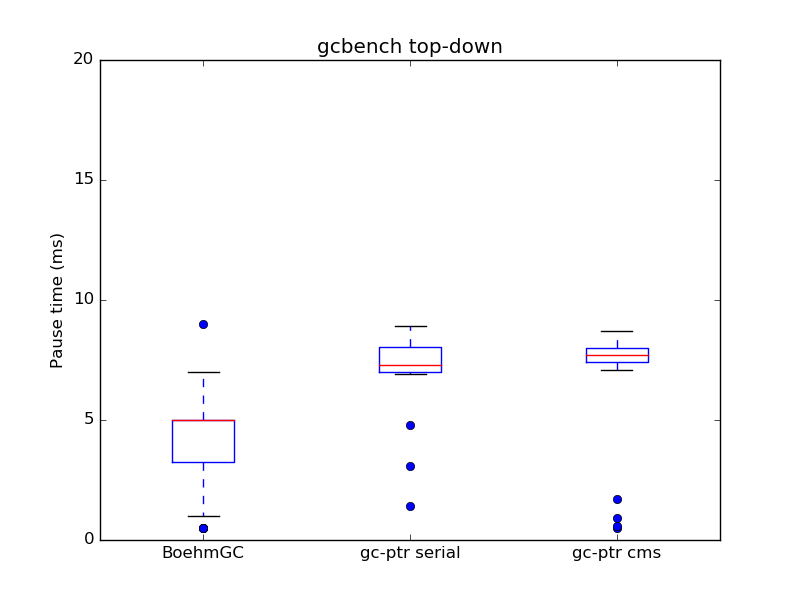 gcbench top-down
20
15
10
5
0
Pause time (ms)
BoehmGC
gc-ptr serial
gc-ptr cms